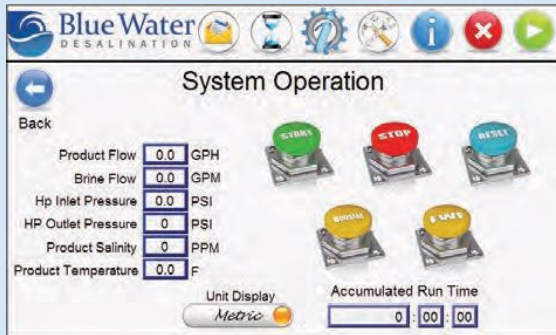 Blue Water
DESALINATION
i
System Operation
Back
START
STOP
RESET
Product Flow 0.0 GPH
Brine Flow 0.0 GPM
Hp Inlet Pressure 0.0 PSI
HP Outlet Pressure 0 PSI
Product Salinity 0 PPM
Product Temperature 0.0 F
BOOSTER
FWF
Unit Display
Metric
Accumulated Run Time
0 : 00 : 00